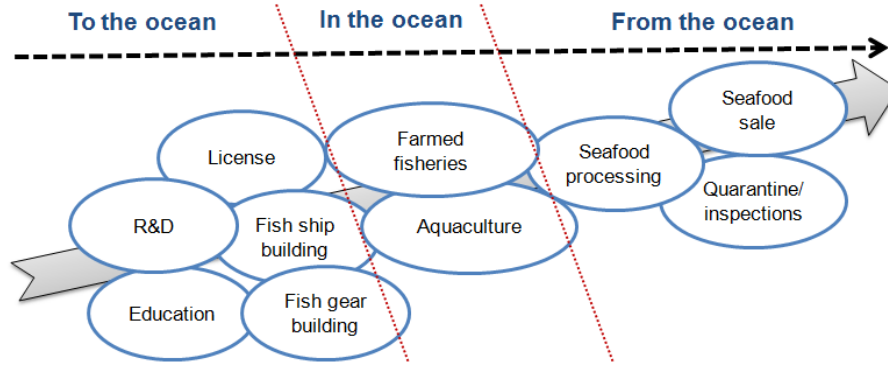 To the ocean
In the ocean
From the ocean
License
R&D
Fish ship
building
Education
Fish gear
building
Farmed
fisheries
Aquaculture
Seafood
processing
Seafood
sale
Quarantine/
inspections